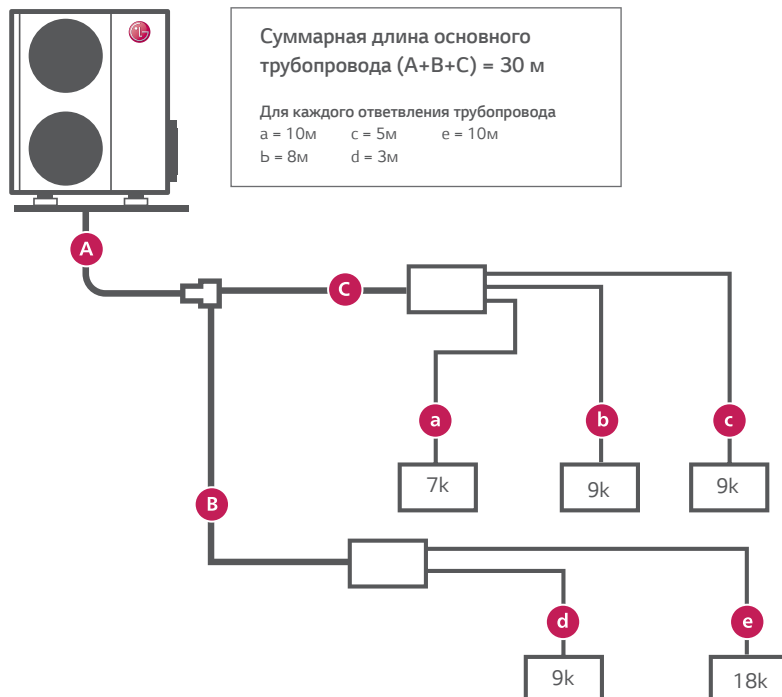 LG
Суммарная длина основного
трубопровода (A+B+C) = 30 м
Для каждого ответвления трубопровода
a = 10м c = 5м e = 10м
b = 8м d = 3м
A
C
a
b
c
7k
9k
9k
B
d
e
9k
18k